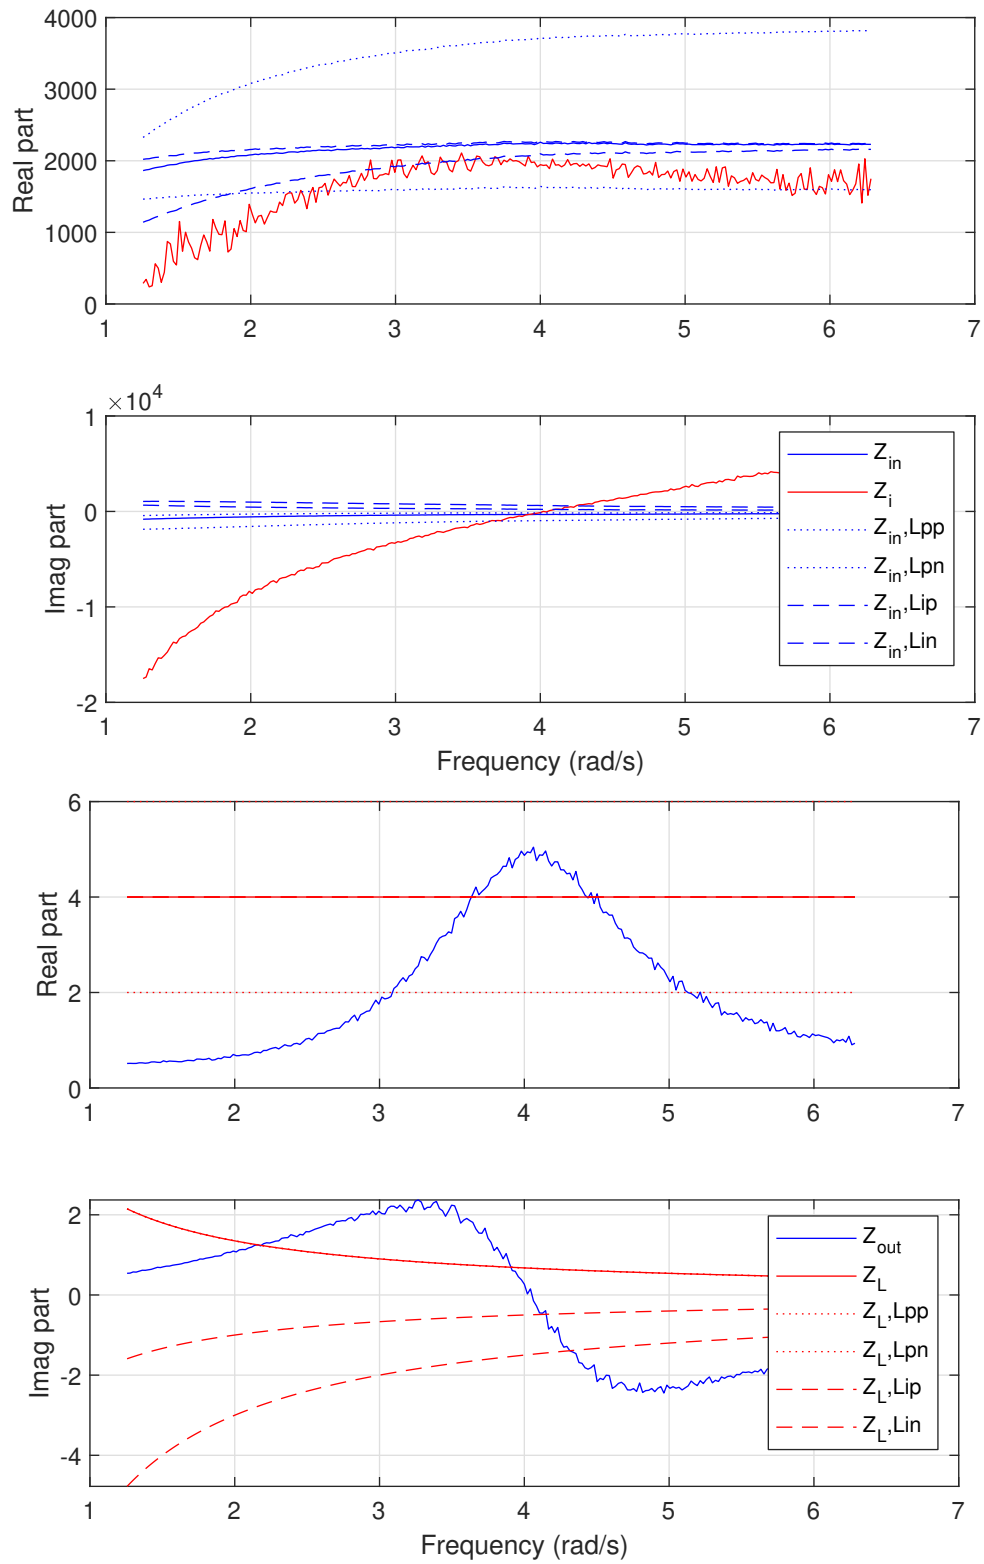 4000
3000
2000
1000
0
Real part
1 2 3 4 5 6 7
×10^4
1
0
-1
-2
Imag part
1 2 3 4 5 6 7
Frequency (rad/s)
Z_in
Z_i
Z_in,Lpp
Z_in,Lpn
Z_in,Lip
Z_in,Lin
6
4
2
0
Real part
1 2 3 4 5 6 7
2
0
-2
-4
Imag part
1 2 3 4 5 6 7
Frequency (rad/s)
Z_out
Z_L
Z_L,Lpp
Z_L,Lpn
Z_L,Lip
Z_L,Lin